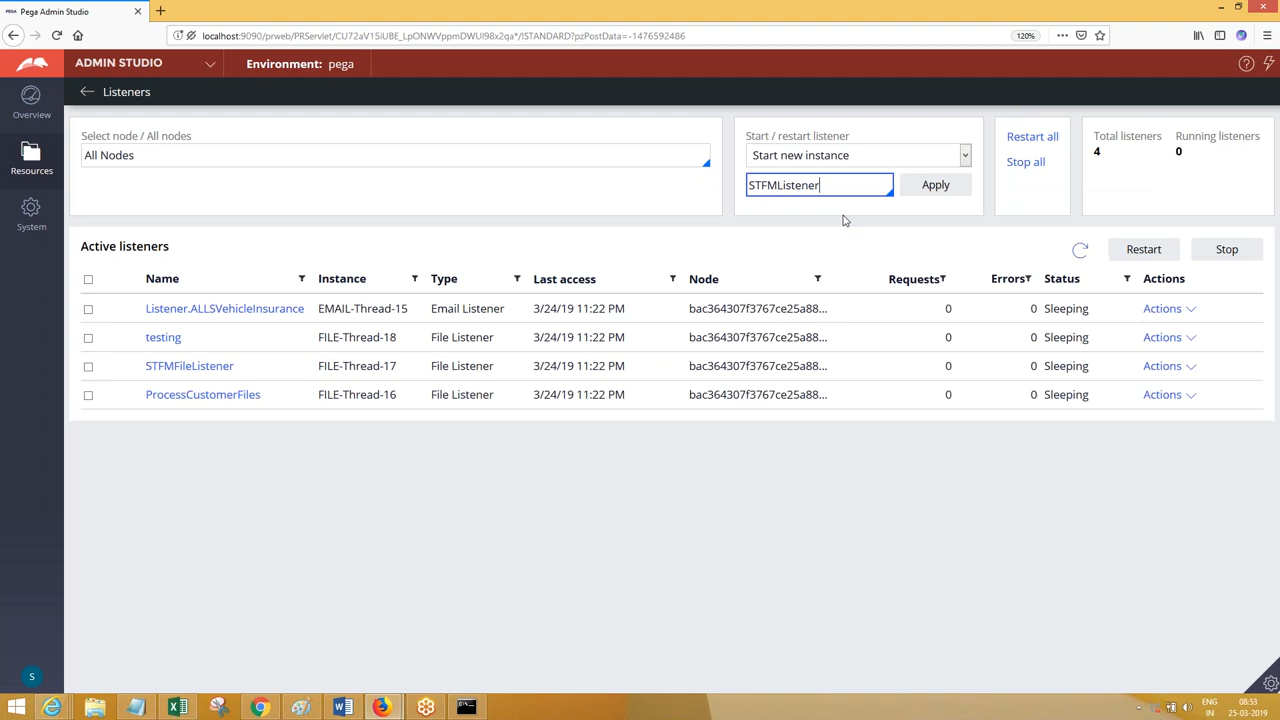 Pega Admin Studio
localhost:9090/prweb/PRServlet/CU72aV15iUBE_LpONWVppmDWUI98x2qa*/!STANDARD?pzPostData=-1476592486
120%
ADMIN STUDIO
Environment: pega
Listeners
Overview
Resources
System
Select node / All nodes
All Nodes
Start / restart listener
Start new instance
STFMListener
Apply
Restart all
Stop all
Total listeners
4
Running listeners
0
Active listeners
Restart
Stop
Name Instance Type Last access Node Requests Errors Status Actions
Listener.ALLSVehicleInsurance EMAIL-Thread-15 Email Listener 3/24/19 11:22 PM bac364307f3767ce25a88... 0 0 Sleeping Actions
testing FILE-Thread-18 File Listener 3/24/19 11:22 PM bac364307f3767ce25a88... 0 0 Sleeping Actions
STFMFileListener FILE-Thread-17 File Listener 3/24/19 11:22 PM bac364307f3767ce25a88... 0 0 Sleeping Actions
ProcessCustomerFiles FILE-Thread-16 File Listener 3/24/19 11:22 PM bac364307f3767ce25a88... 0 0 Sleeping Actions
S
ENG
IN
08:53
25-03-2019